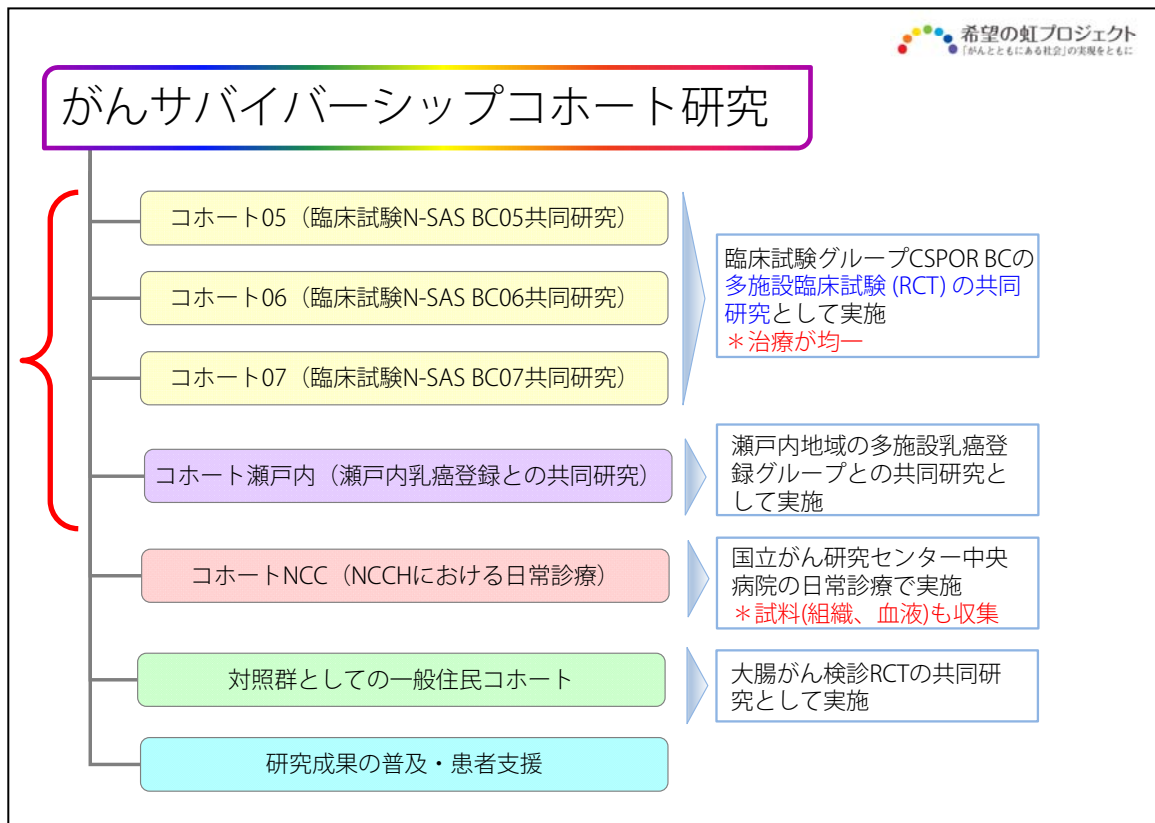 希望の虹プロジェクト
「がんとともにある社会」の実現をともに
がんサバイバーシップコホート研究
コホート05（臨床試験N-SAS BC05共同研究）
コホート06（臨床試験N-SAS BC06共同研究）
コホート07（臨床試験N-SAS BC07共同研究）
臨床試験グループCSPOR BCの
多施設臨床試験 (RCT) の共同
研究として実施
＊治療が均一
コホート瀬戸内（瀬戸内乳癌登録との共同研究）
瀬戸内地域の多施設乳癌登
録グループとの共同研究と
して実施
コホートNCC（NCCHにおける日常診療）
国立がん研究センター中央
病院の日常診療で実施
＊試料(組織、血液)も収集
対照群としての一般住民コホート
大腸がん検診RCTの共同研
究として実施
研究成果の普及・患者支援